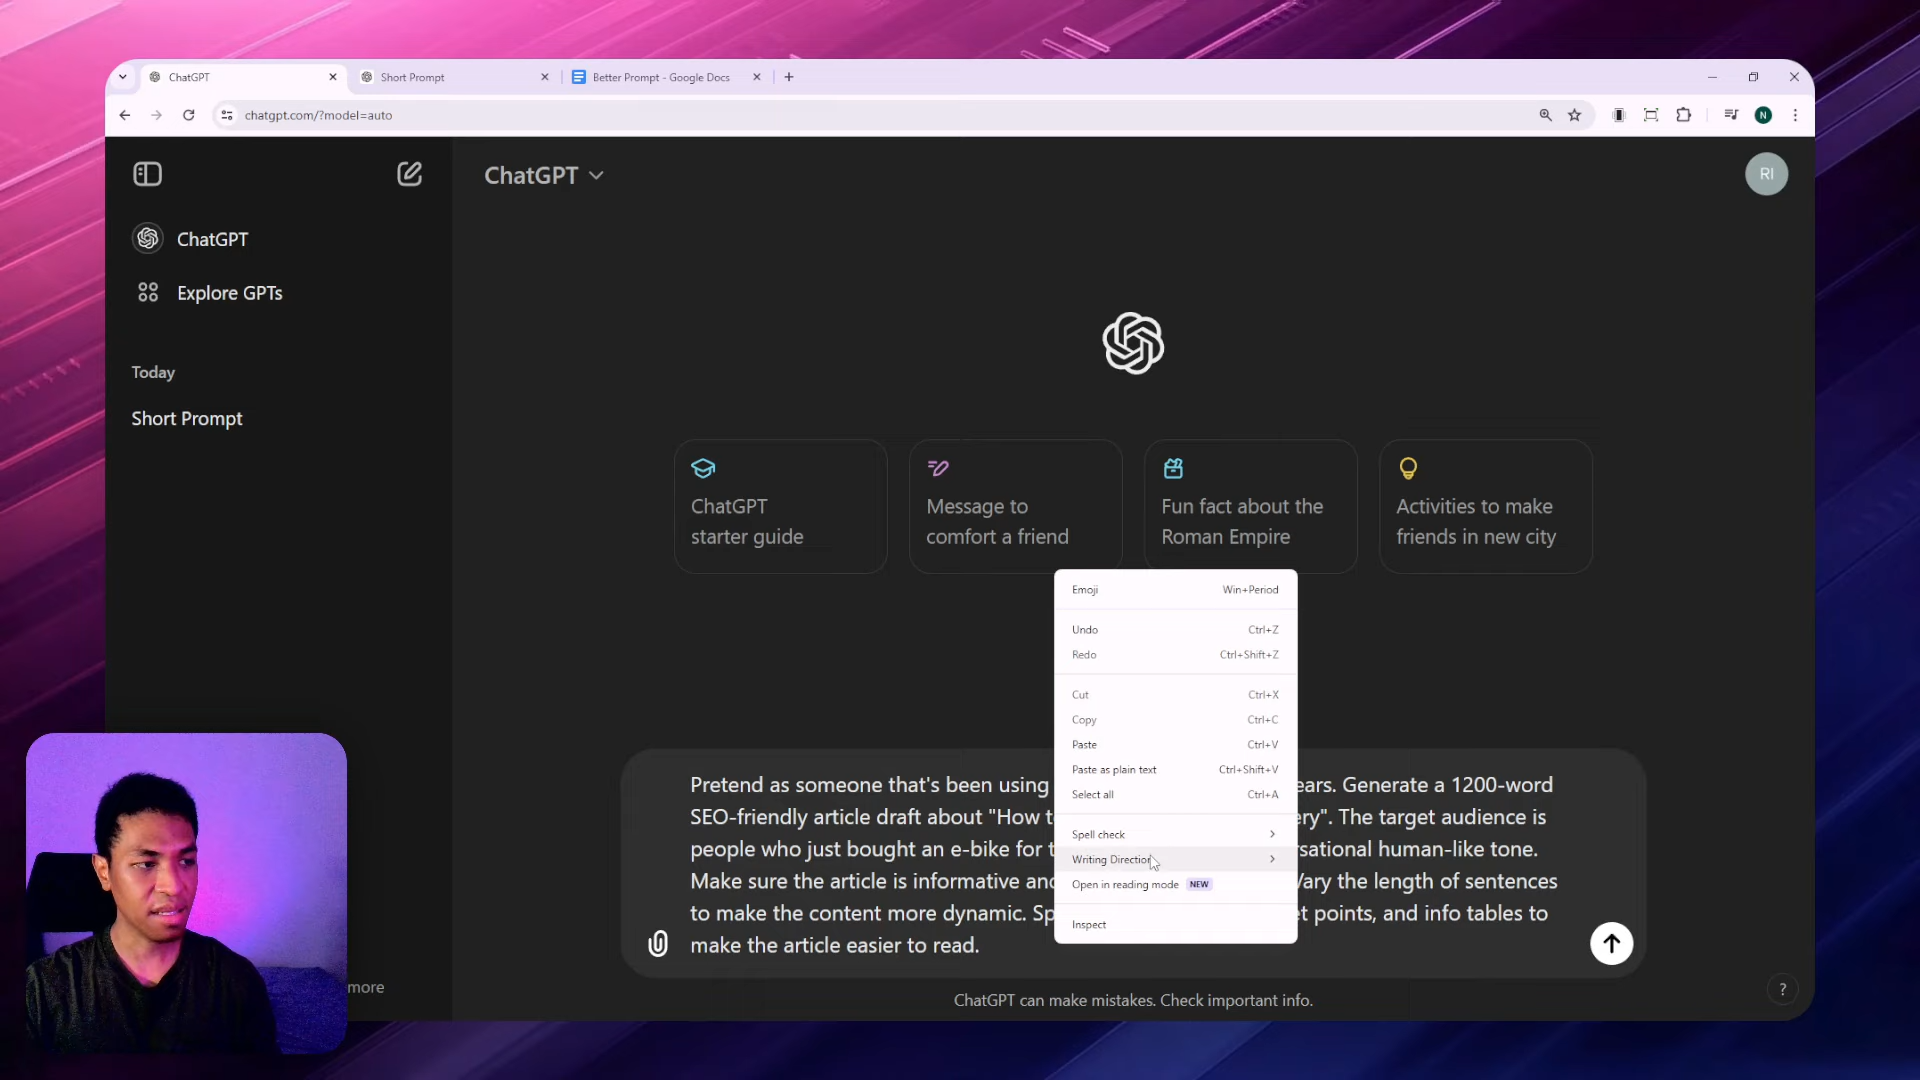 ChatGPT
Short Prompt
Better Prompt - Google Docs
chatgpt.com/?model=auto
N
ChatGPT
RI
ChatGPT
Explore GPTs
Today
Short Prompt
ChatGPT
starter guide
Message to
comfort a friend
Fun fact about the
Roman Empire
Activities to make
friends in new city
Emoji Win+Period
Undo Ctrl+Z
Redo Ctrl+Shift+Z
Cut Ctrl+X
Copy Ctrl+C
Paste Ctrl+V
Paste as plain text Ctrl+Shift+V
Select all Ctrl+A
Spell check
Writing Direction
Open in reading mode NEW
Inspect
Pretend as someone that's been using ears. Generate a 1200-word
SEO-friendly article draft about "How t ery". The target audience is
people who just bought an e-bike for t rsational human-like tone.
Make sure the article is informative and Vary the length of sentences
to make the content more dynamic. Sp t points, and info tables to
make the article easier to read.
more
ChatGPT can make mistakes. Check important info.
?